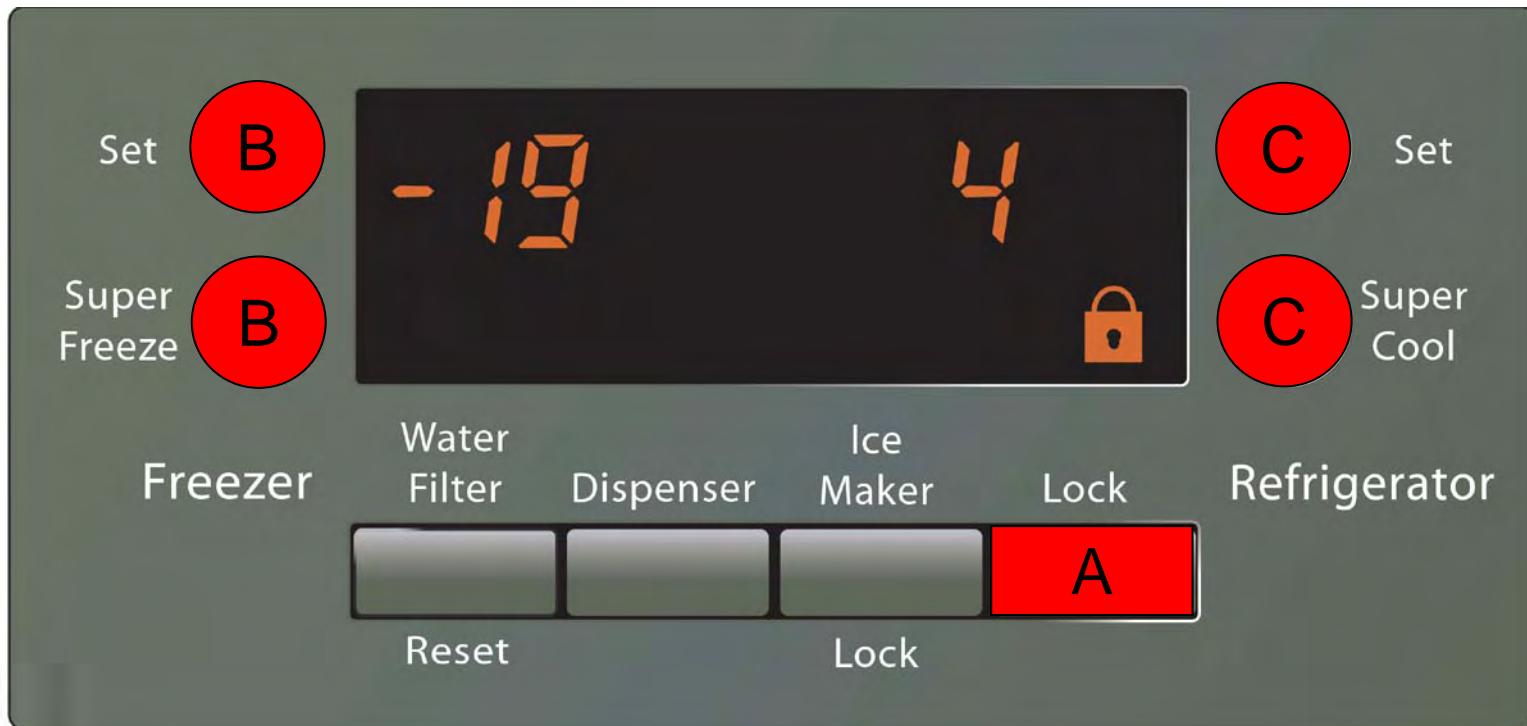 Set
B
-19
4
C
Set
Super
Freeze
B
C
Super
Cool
Freezer
Water
Filter
Dispenser
Ice
Maker
Lock
Refrigerator
A
Reset
Lock